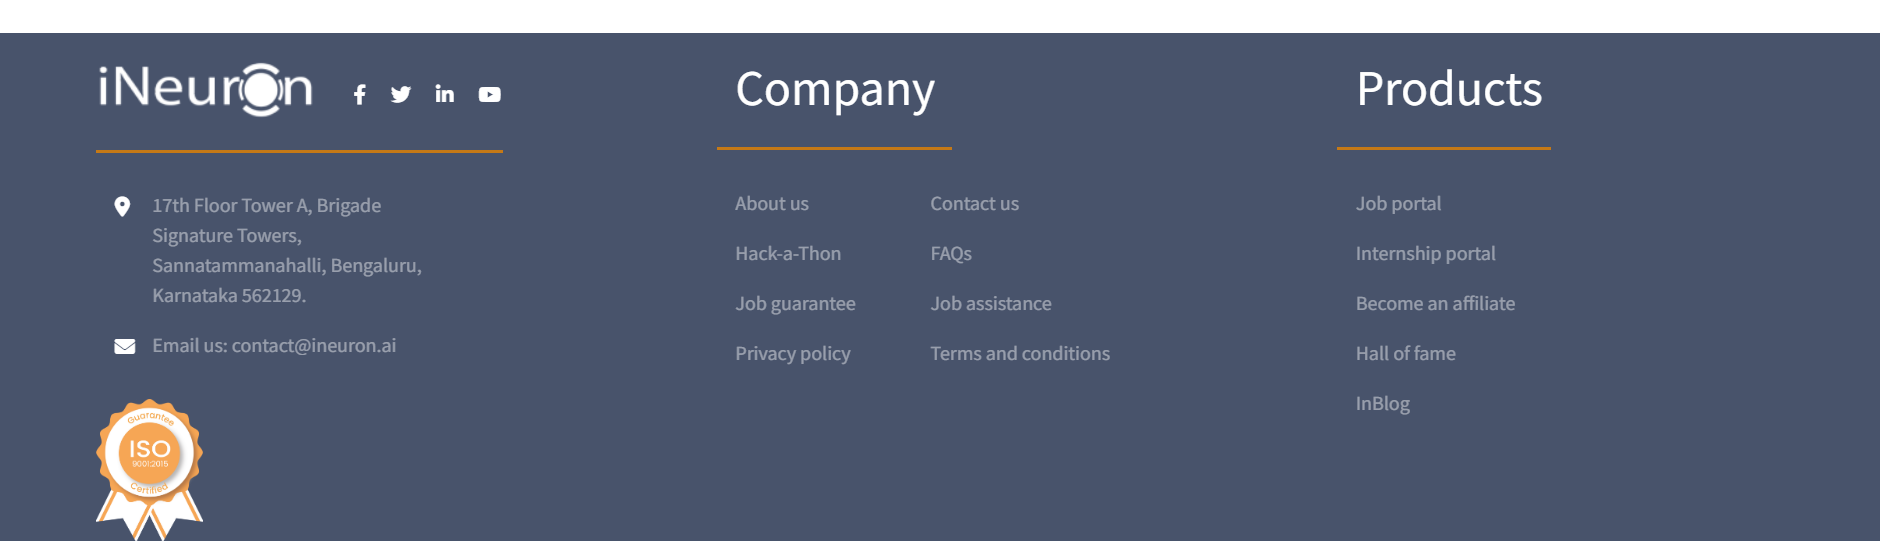 iNeuron
17th Floor Tower A, Brigade
Signature Towers,
Sannatammanahalli, Bengaluru,
Karnataka 562129.
Email us: contact@ineuron.ai
Guarantee
ISO
9001:2015
Certified
Company
About us
Contact us
Hack-a-Thon
FAQs
Job guarantee
Job assistance
Privacy policy
Terms and conditions
Products
Job portal
Internship portal
Become an affiliate
Hall of fame
InBlog